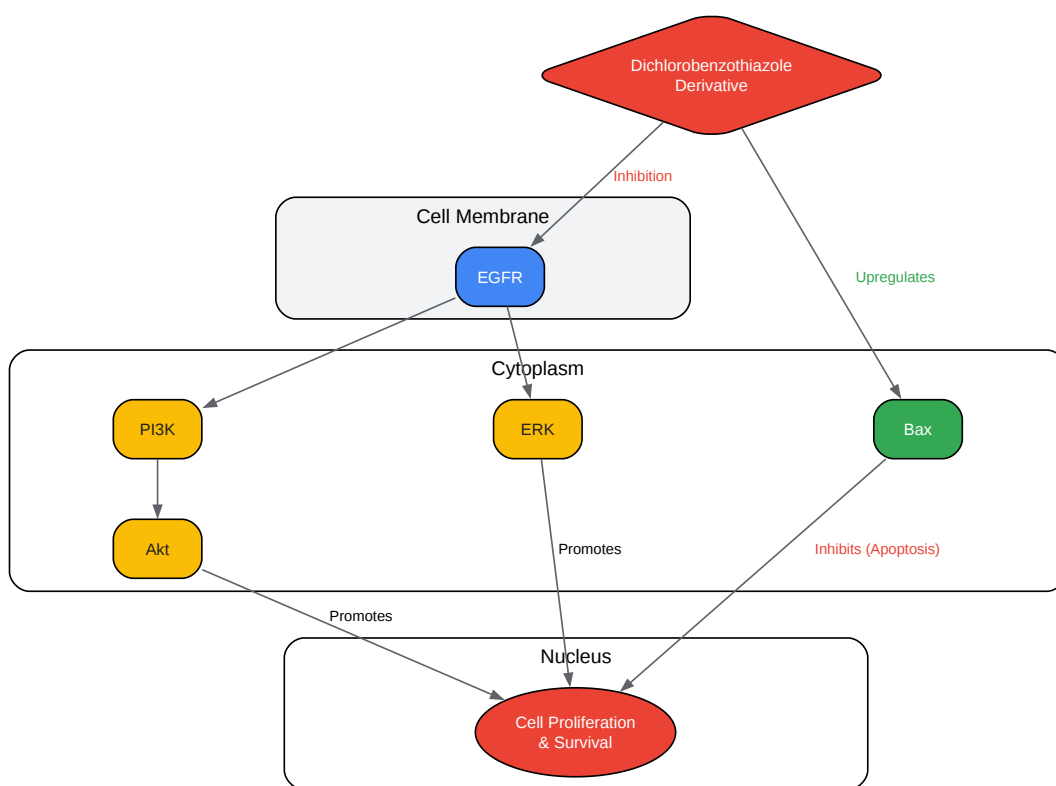 Dichlorobenzothiazole
Derivative
Inhibition
Cell Membrane
EGFR
Upregulates
Cytoplasm
PI3K
ERK
Bax
Akt
Promotes
Inhibits (Apoptosis)
Promotes
Nucleus
Cell Proliferation
& Survival